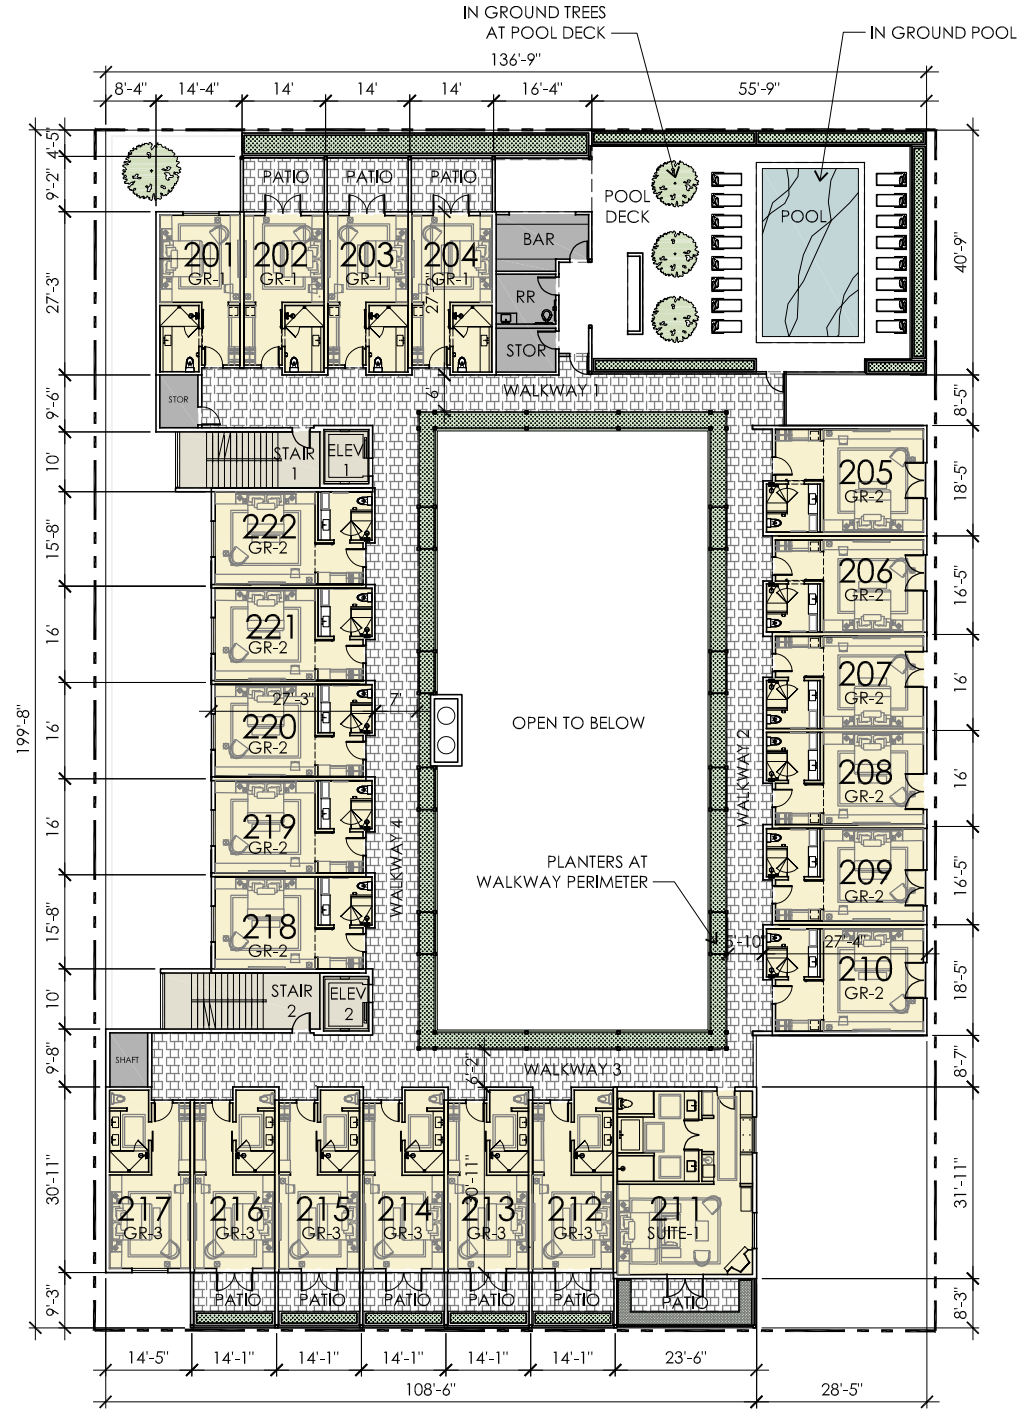 IN GROUND TREES
AT POOL DECK
IN GROUND POOL
136'-9"
8'-4"
14'-4"
14'
14'
14'
16'-4"
55'-9"
4'-5"
9'-2"
27'-3"
9'-6"
10'
15'-8"
16'
16'
16'
15'-8"
10'
9'-8"
30'-11"
9'-3"
199'-8"
PATIO
PATIO
PATIO
201
GR-1
202
GR-1
203
GR-1
204
GR-1
BAR
RR
STOR
POOL
DECK
POOL
40'-9"
8'-5"
18'-5"
16'-5"
16'
16'
16'-5"
18'-5"
8'-7"
31'-11"
8'-3"
STOR
6'
WALKWAY 1
STAIR
1
ELEV
1
205
GR-2
222
GR-2
206
GR-2
221
GR-2
207
GR-2
27'-3"
7'
220
GR-2
OPEN TO BELOW
WALKWAY 2
208
GR-2
219
GR-2
WALKWAY 4
PLANTERS AT
WALKWAY PERIMETER
209
GR-2
218
GR-2
5'-10"
27'-4"
210
GR-2
STAIR
2
ELEV
2
SHAFT
6'-2"
WALKWAY 3
217
GR-3
216
GR-3
215
GR-3
214
GR-3
30'-11"
213
GR-3
212
GR-3
211
SUITE-1
PATIO
PATIO
PATIO
PATIO
PATIO
PATIO
14'-5"
14'-1"
14'-1"
14'-1"
14'-1"
14'-1"
23'-6"
108'-6"
28'-5"